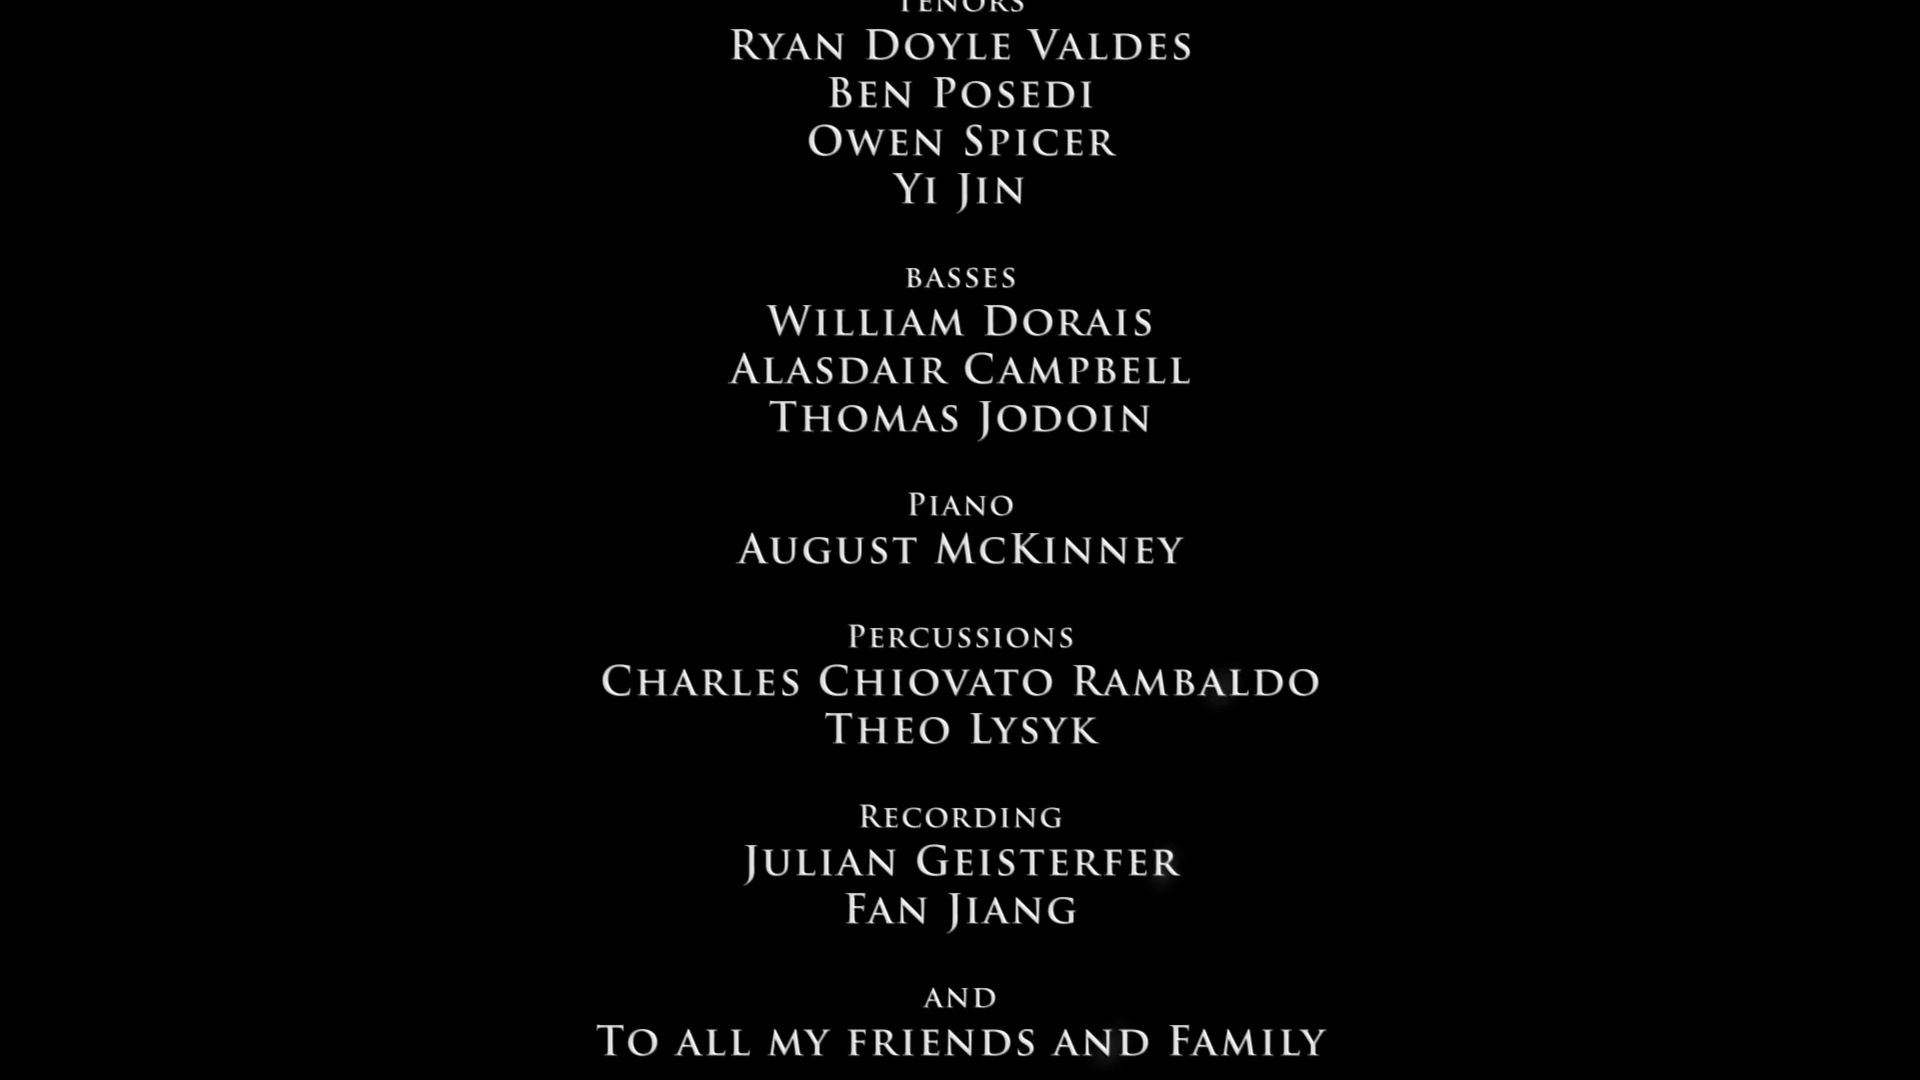 TENORS
RYAN DOYLE VALDES
BEN POSEDI
OWEN SPICER
YI JIN
BASSES
WILLIAM DORAIS
ALASDAIR CAMPBELL
THOMAS JODOIN
PIANO
AUGUST MCKINNEY
PERCUSSIONS
CHARLES CHIOVATO RAMBALDO
THEO LYSYK
RECORDING
JULIAN GEISTERFER
FAN JIANG
AND
TO ALL MY FRIENDS AND FAMILY